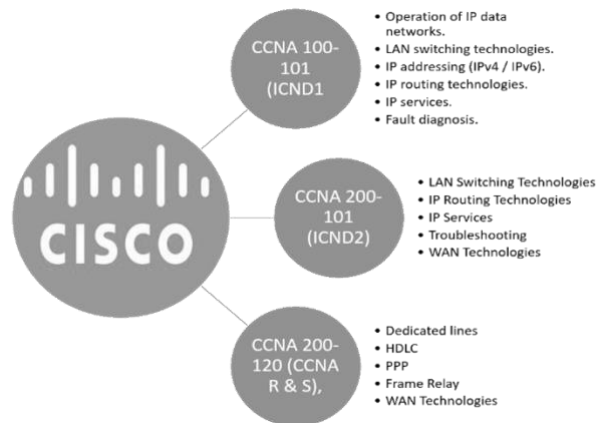 CISCO
CCNA 100-
101
(ICND1
• Operation of IP data
networks.
• LAN switching technologies.
• IP addressing (IPv4 / IPv6).
• IP routing technologies.
• IP services.
• Fault diagnosis.
CCNA 200-
101
(ICND2)
• LAN Switching Technologies
• IP Routing Technologies
• IP Services
• Troubleshooting
• WAN Technologies
CCNA 200-
120 (CCNA
R & S),
• Dedicated lines
• HDLC
• PPP
• Frame Relay
• WAN Technologies